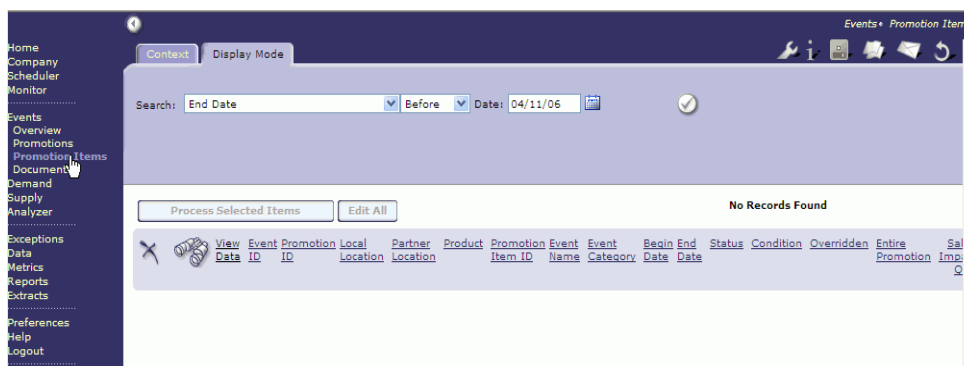 Events• Promotion Item
Home
Company
Scheduler
Monitor
Events
Overview
Promotions
Promotion Items
Document
Demand
Supply
Analyzer
Exceptions
Data
Metrics
Reports
Extracts
Preferences
Help
Logout
Context Display Mode
Search: End Date Before Date: 04/11/06
Process Selected Items Edit All No Records Found
View Event Promotion Local Partner Product Promotion Event Event Begin End Status Condition Overridden Entire Sal
Data ID ID Location Location Item ID Name Category Date Date Promotion Impa
Q